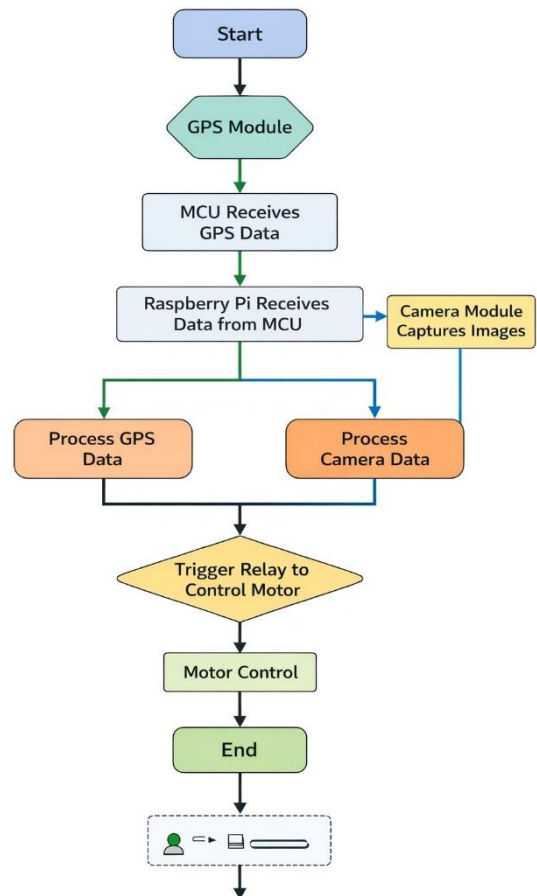 Start
GPS Module
MCU Receives
GPS Data
Raspberry Pi Receives
Data from MCU
Camera Module
Captures Images
Process GPS
Data
Process
Camera Data
Trigger Relay to
Control Motor
Motor Control
End